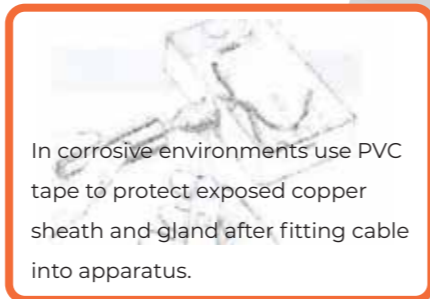 In corrosive environments use PVC
tape to protect exposed copper
sheath and gland after fitting cable
into apparatus.